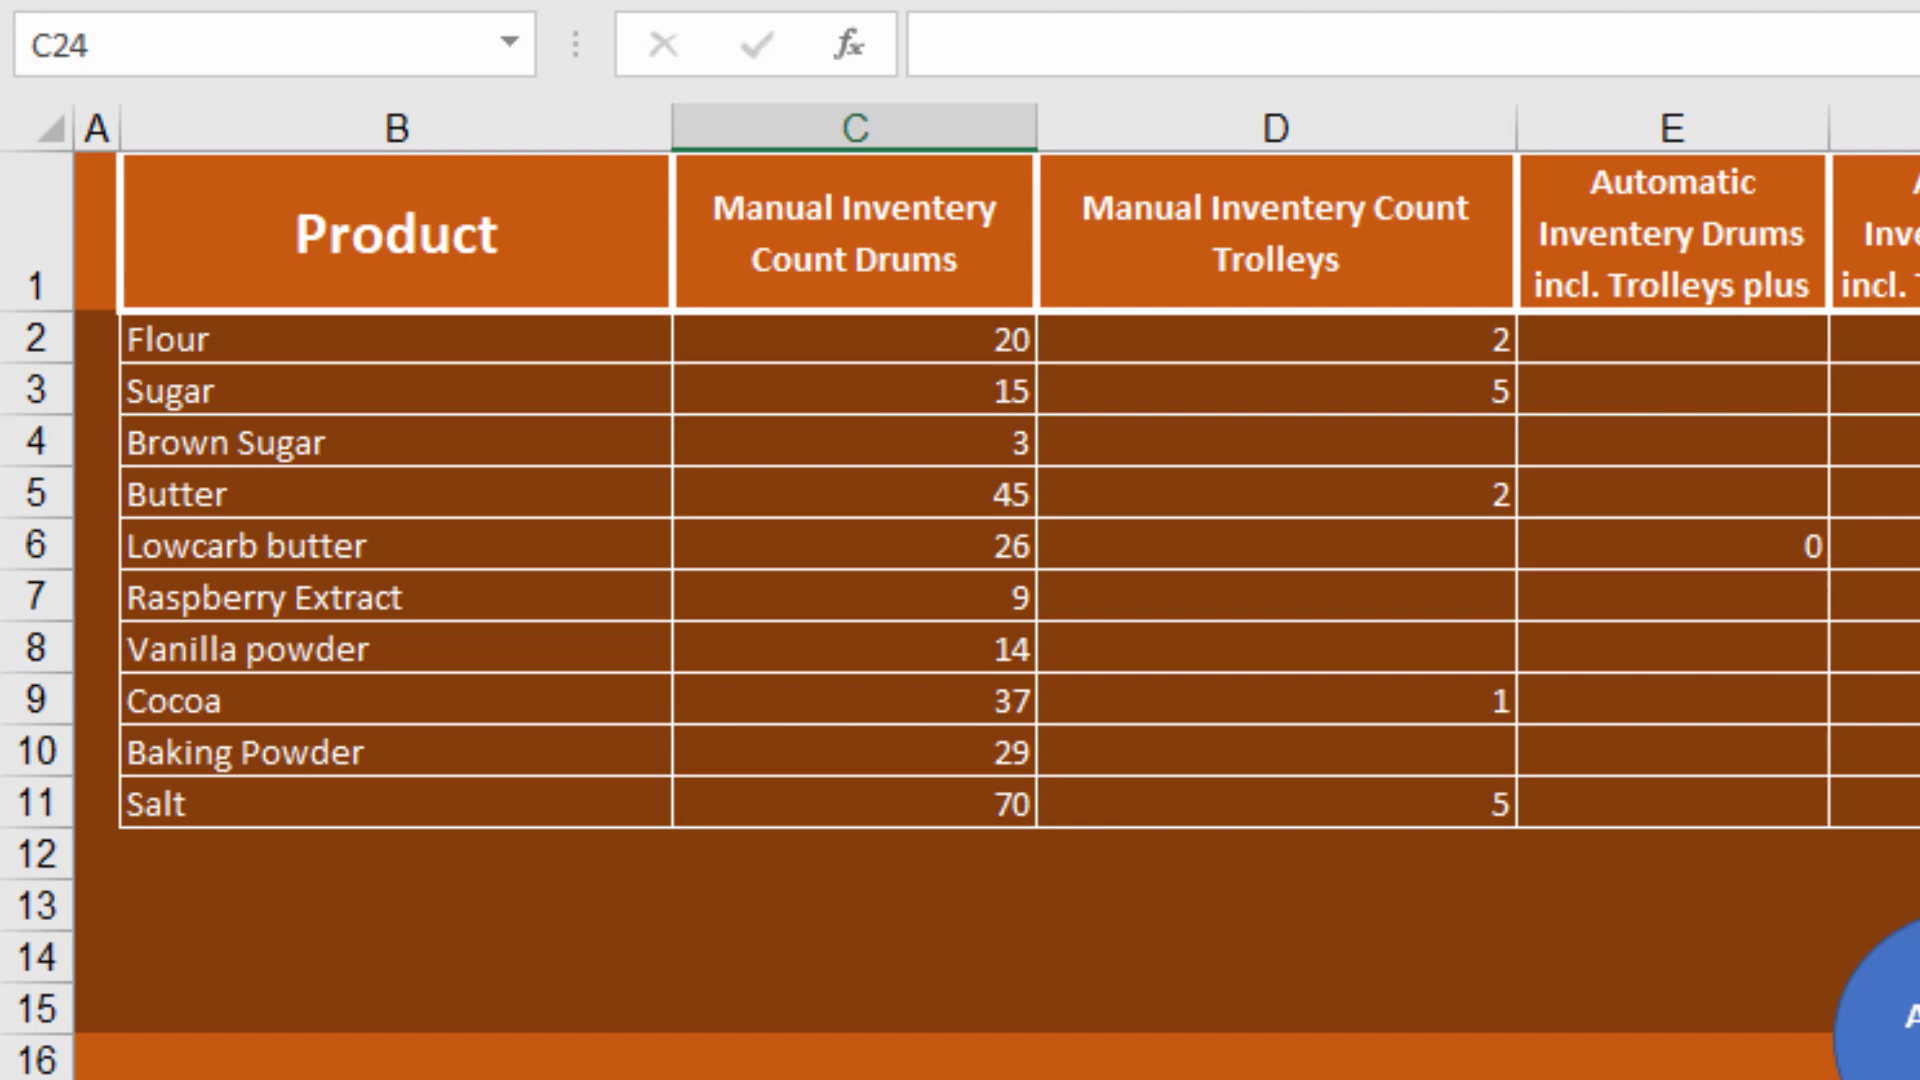 C24
fx
A B C D E
Product
Manual Inventery
Count Drums
Manual Inventery Count
Trolleys
Automatic
Inventery Drums
incl. Trolleys plus
incl.
1
2 Flour 20 2
3 Sugar 15 5
4 Brown Sugar 3
5 Butter 45 2
6 Lowcarb butter 26 0
7 Raspberry Extract 9
8 Vanilla powder 14
9 Cocoa 37 1
10 Baking Powder 29
11 Salt 70 5
12
13
14
15
16